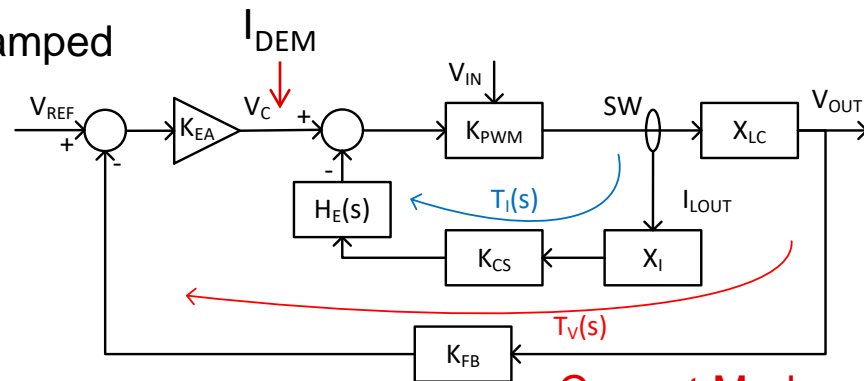 amped
I_DEM
V_IN
V_REF
K_EA
V_C
+
K_PWM
SW
X_LC
V_OUT
+
-
-
H_E(s)
T_I(s)
I_LOUT
K_CS
X_I
T_V(s)
K_FB